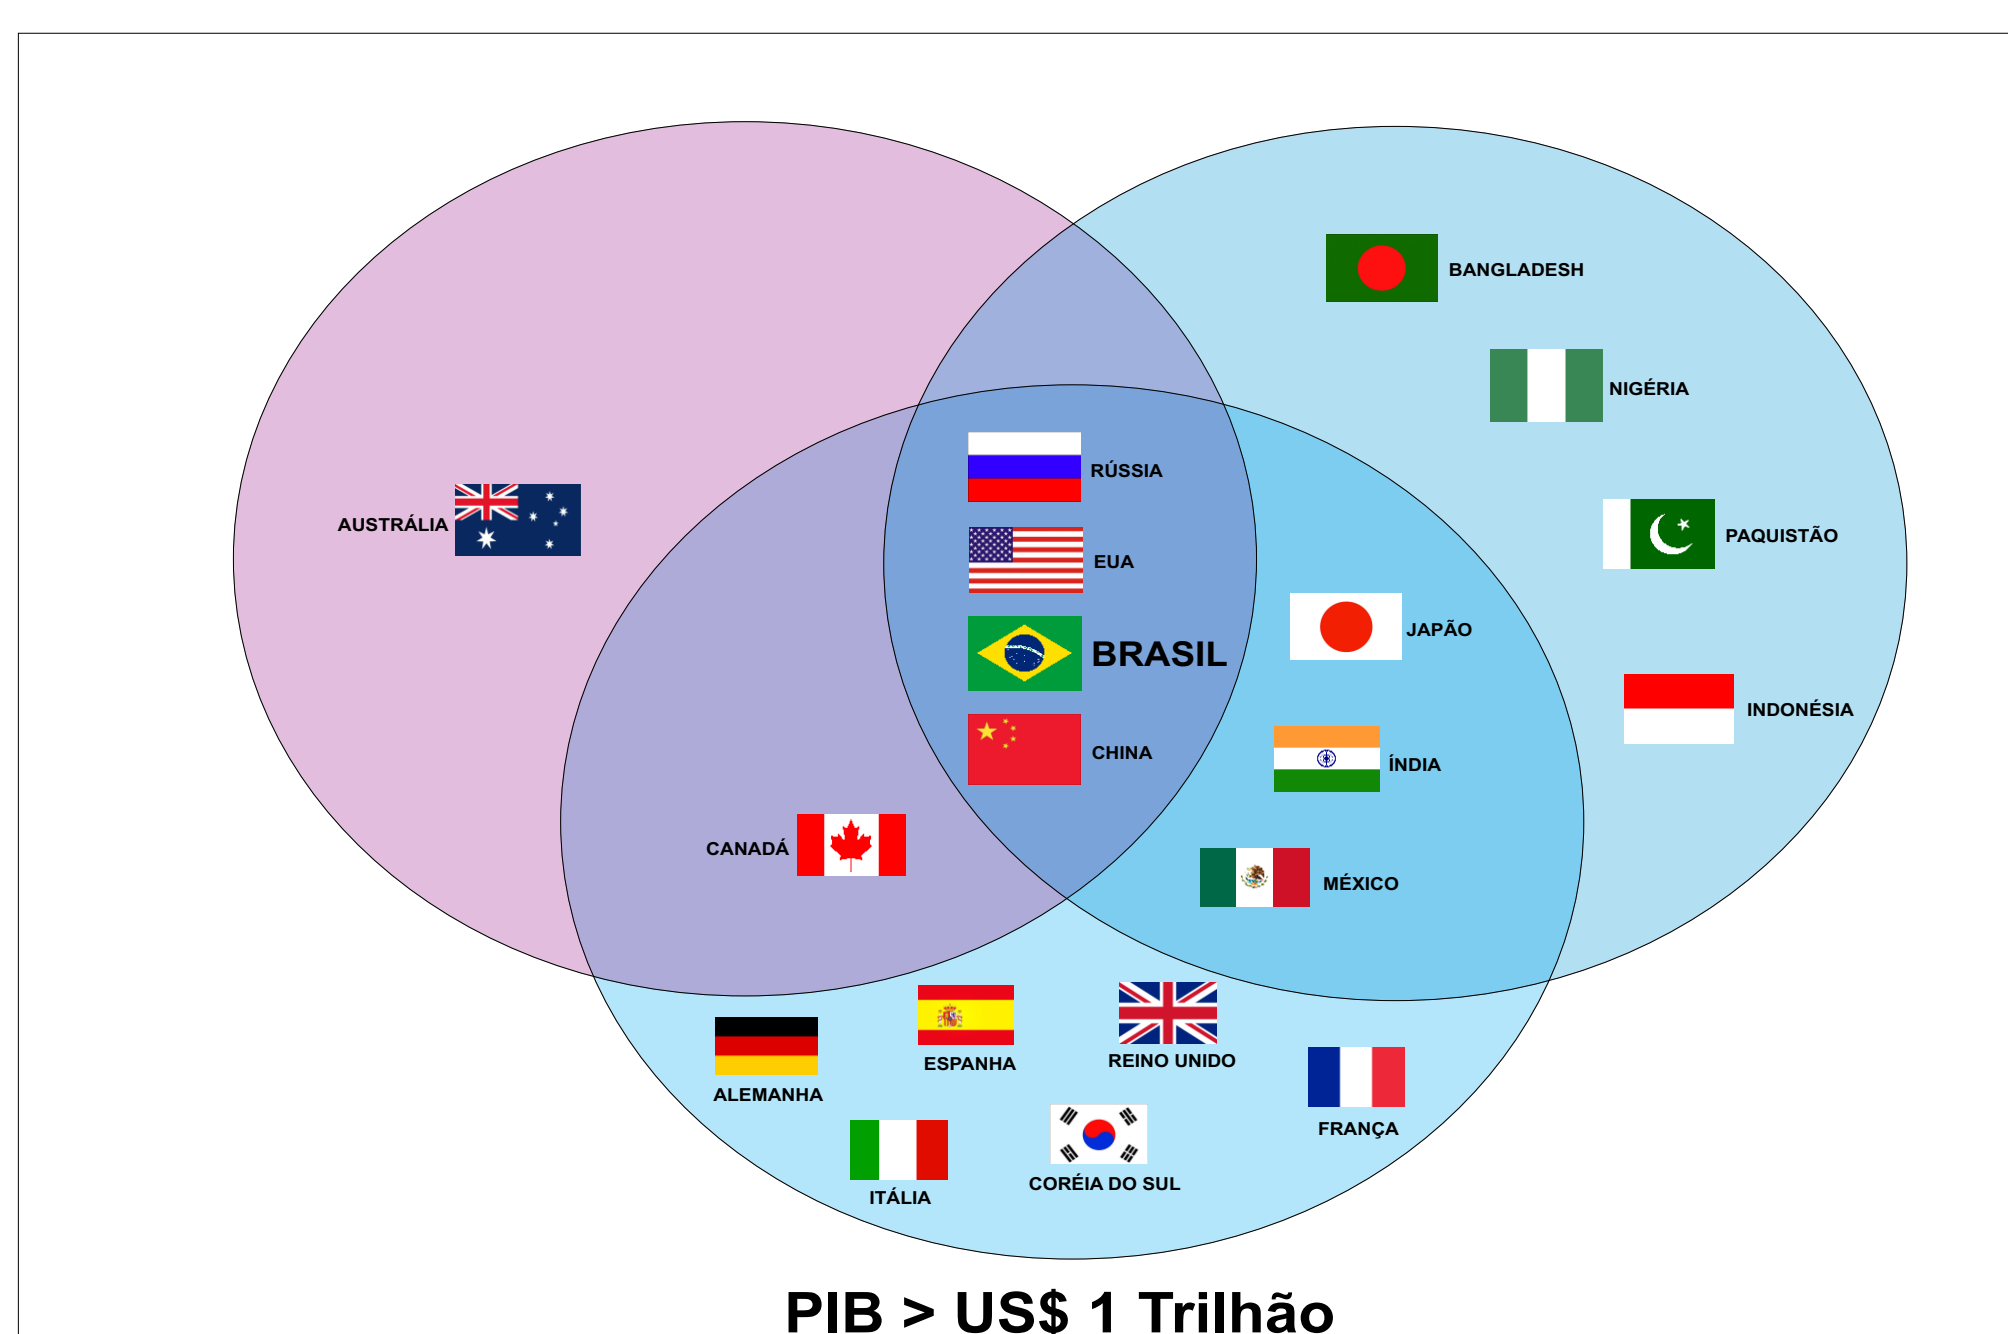 BANGLADESH
NIGÉRIA
RÚSSIA
AUSTRÁLIA
PAQUISTÃO
EUA
JAPÃO
BRASIL
INDONÉSIA
CHINA
ÍNDIA
CANADÁ
MÉXICO
ESPANHA
REINO UNIDO
ALEMANHA
FRANÇA
ITÁLIA
CORÉIA DO SUL
PIB > US$ 1 Trilhão